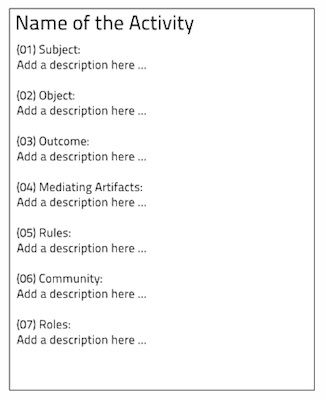 Name of the Activity
(01) Subject:
Add a description here ...
(02) Object:
Add a description here ...
(03) Outcome:
Add a description here ...
(04) Mediating Artifacts:
Add a description here ...
(05) Rules:
Add a description here ...
(06) Community:
Add a description here ...
(07) Roles:
Add a description here ...